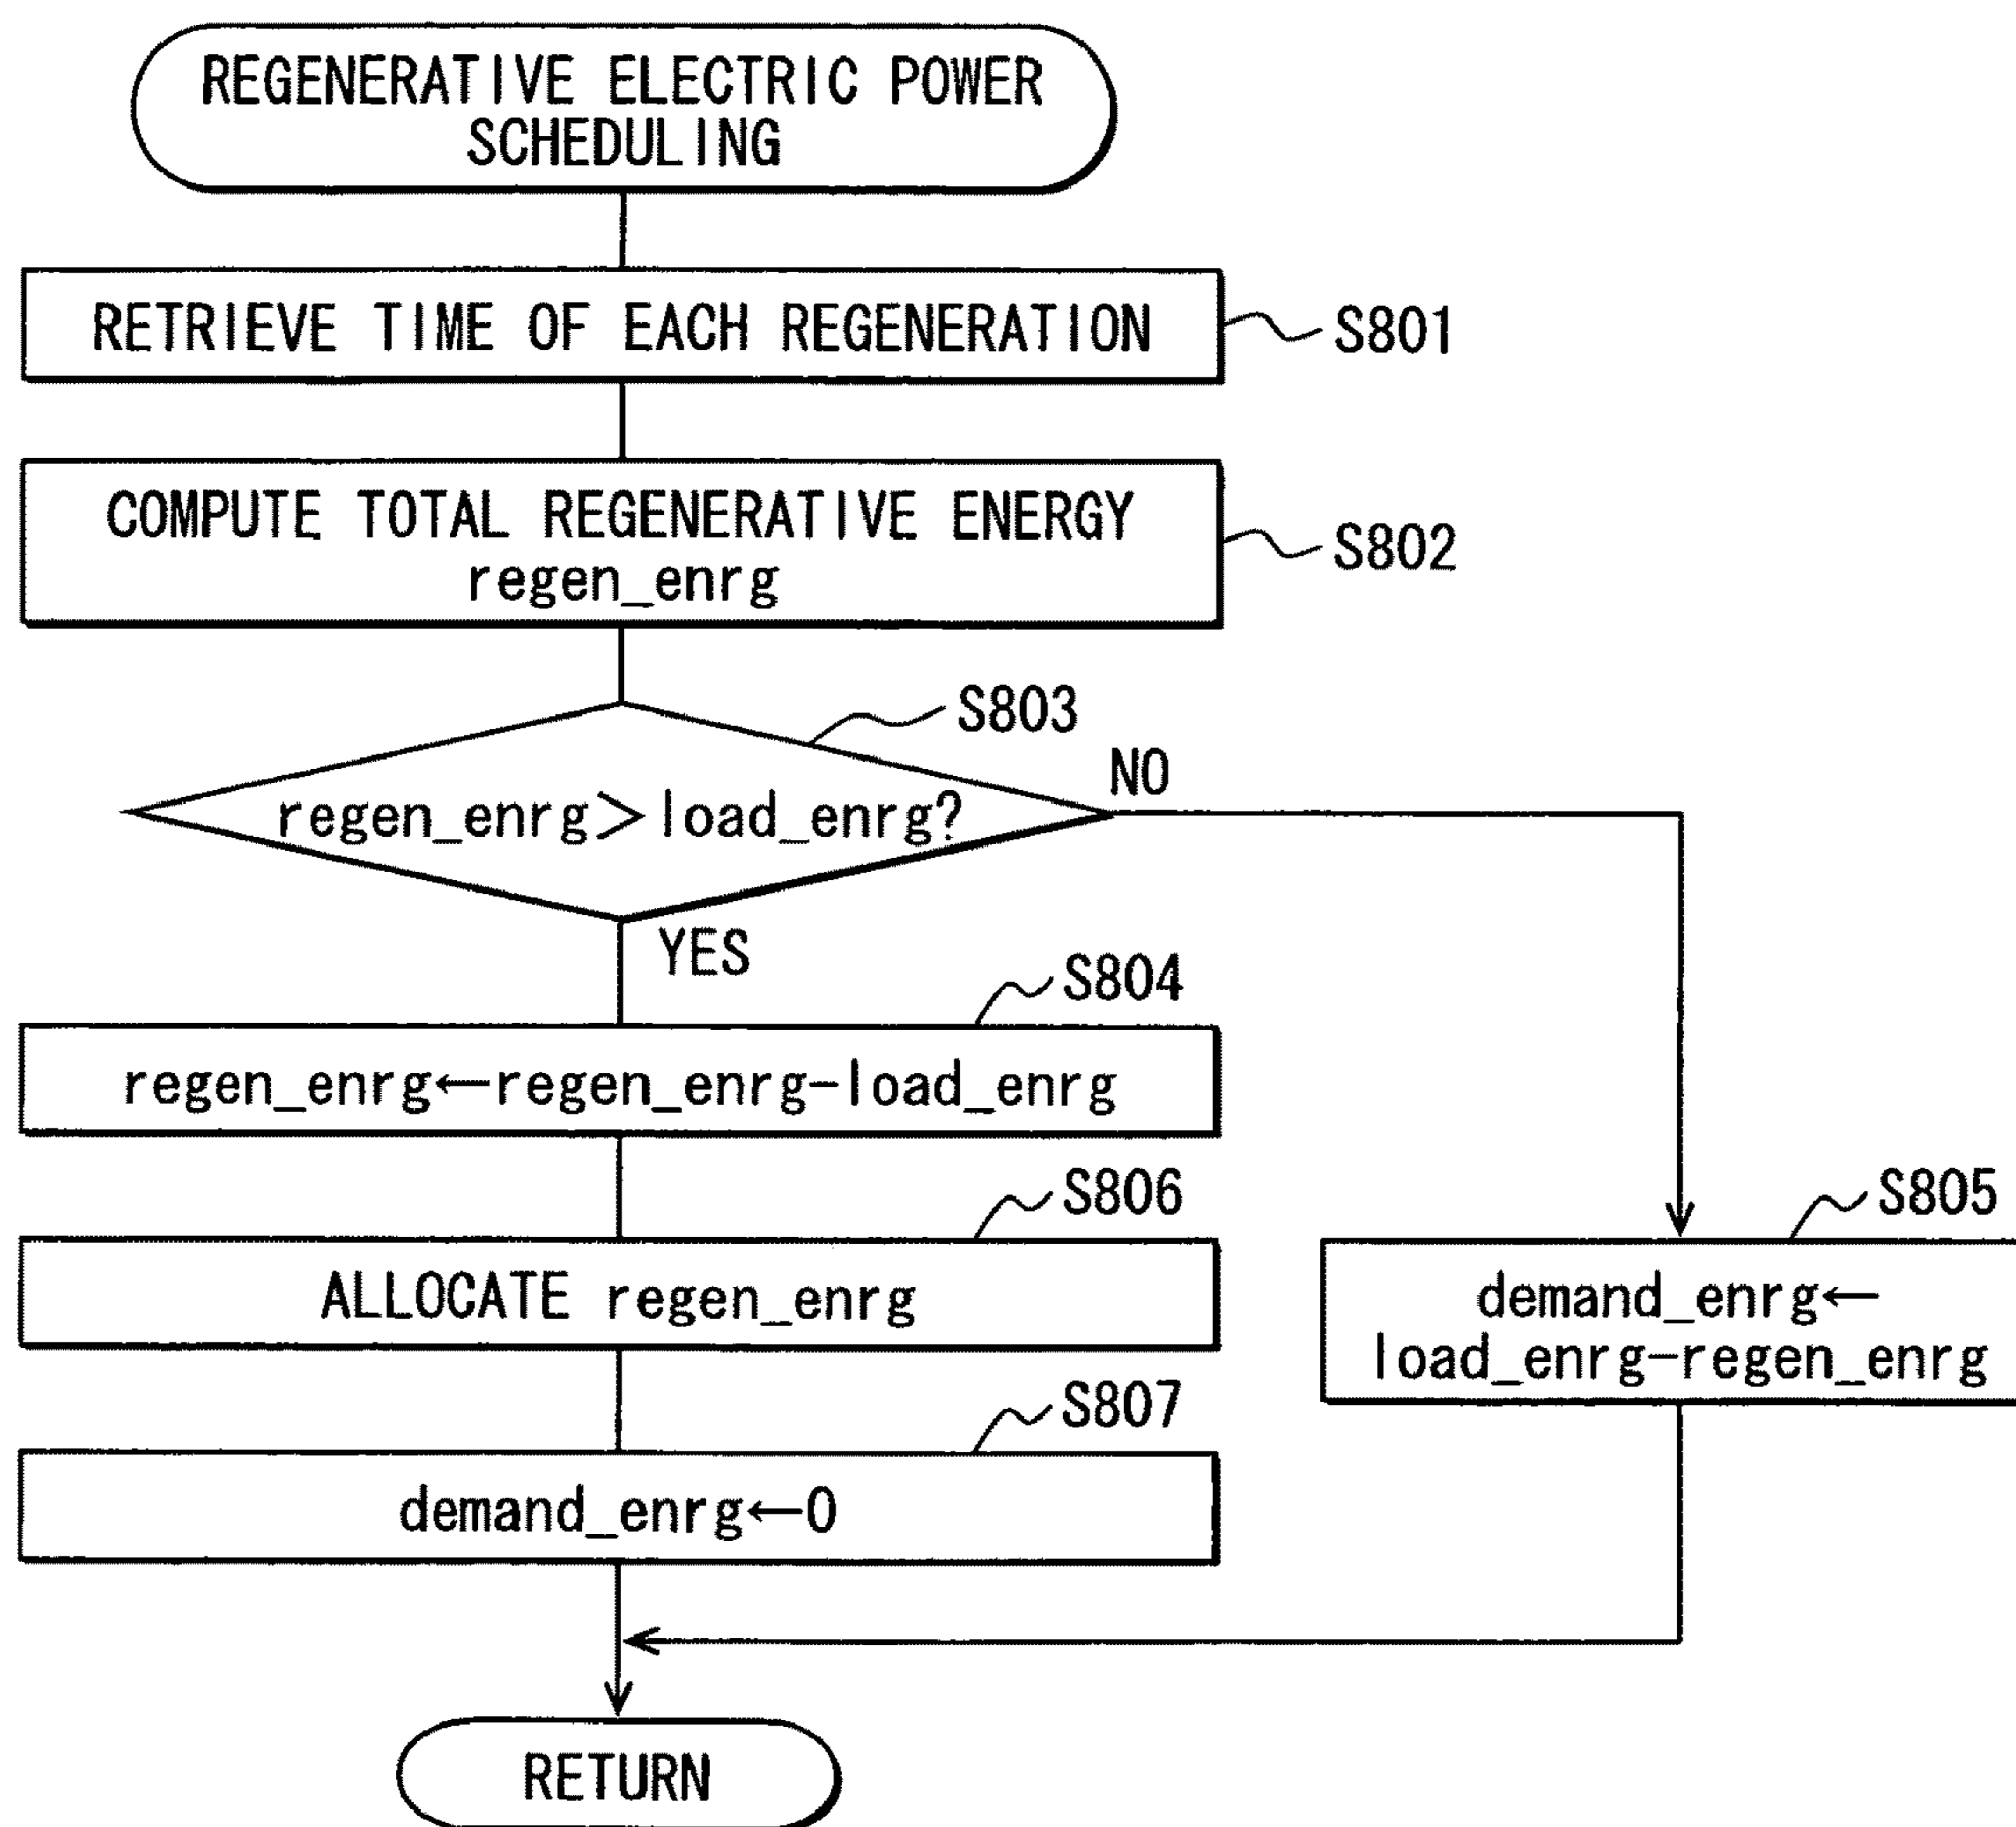 REGENERATIVE ELECTRIC POWER
SCHEDULING
RETRIEVE TIME OF EACH REGENERATION
S801
COMPUTE TOTAL REGENERATIVE ENERGY
regen_enrg
S802
S803
regen_enrg>load_enrg?
NO
YES
S804
regen_enrg←regen_enrg-load_enrg
S806
ALLOCATE regen_enrg
S805
demand_enrg←
load_enrg-regen_enrg
S807
demand_enrg←0
RETURN